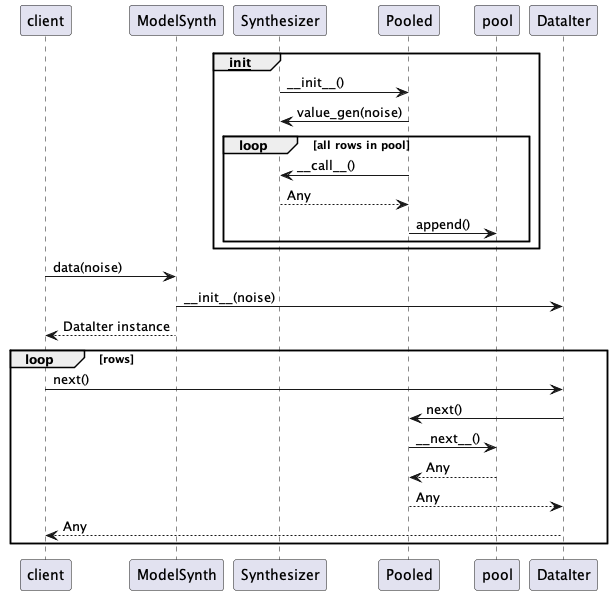 client ModelSynth Synthesizer Pooled pool DataIter
init
__init__()
value_gen(noise)
loop [all rows in pool]
__call__()
Any
append()
data(noise)
__init__(noise)
DataIter instance
loop [rows]
next()
next()
__next__()
Any
Any
Any
client ModelSynth Synthesizer Pooled pool DataIter